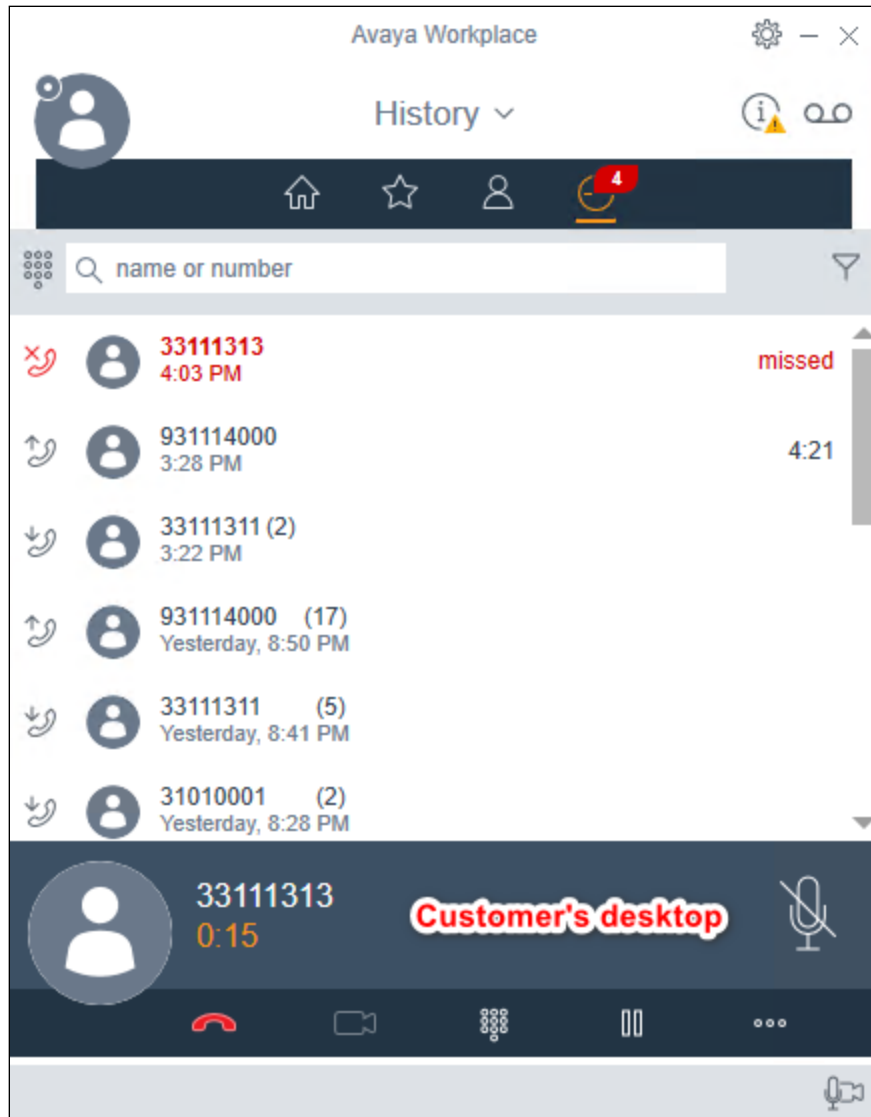 Avaya Workplace
History
4
name or number
33111313
4:03 PM
missed
931114000
3:28 PM
4:21
33111311 (2)
3:22 PM
931114000 (17)
Yesterday, 8:50 PM
33111311 (5)
Yesterday, 8:41 PM
31010001 (2)
Yesterday, 8:28 PM
33111313
0:15
Customer's desktop